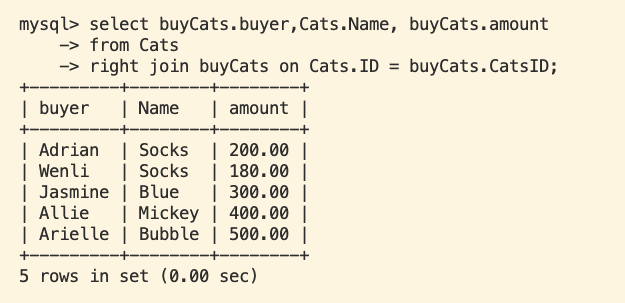 mysql> select buyCats.buyer,Cats.Name, buyCats.amount
    -> from Cats
    -> right join buyCats on Cats.ID = buyCats.CatsID;
+---------+--------+--------+
| buyer   | Name   | amount |
+---------+--------+--------+
| Adrian  | Socks  | 200.00 |
| Wenli   | Socks  | 180.00 |
| Jasmine | Blue   | 300.00 |
| Allie   | Mickey | 400.00 |
| Arielle | Bubble | 500.00 |
+---------+--------+--------+
5 rows in set (0.00 sec)